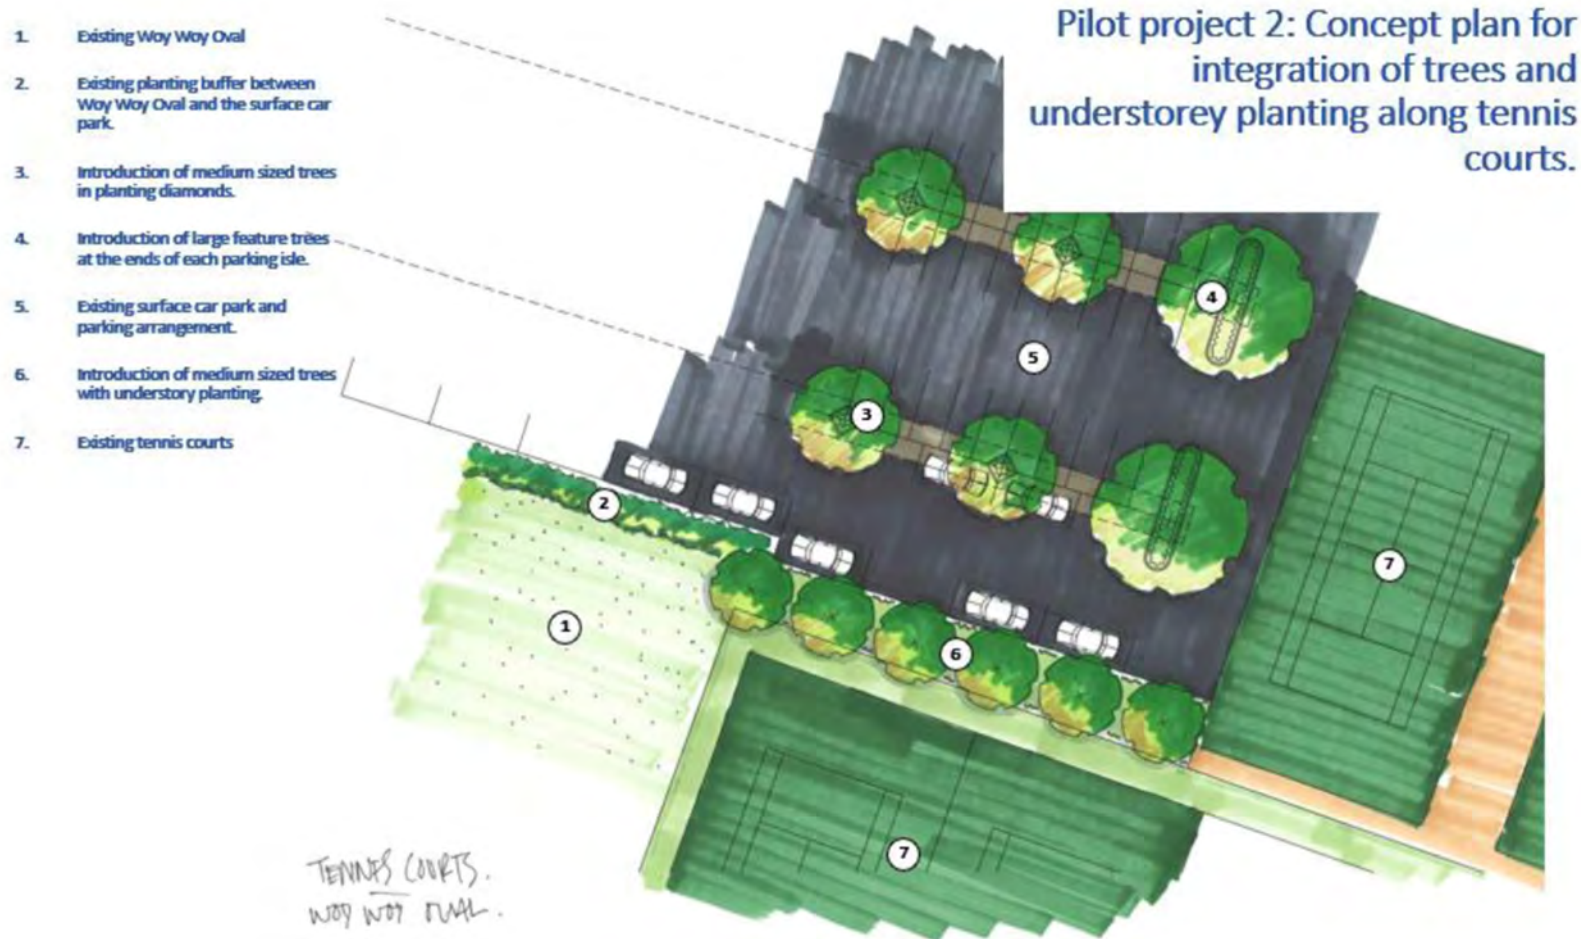 Pilot project 2: Concept plan for
integration of trees and
understorey planting along tennis
courts.
1. Existing Woy Woy Oval
2. Existing planting buffer between
Woy Woy Oval and the surface car
park.
3. Introduction of medium sized trees
in planting diamonds.
4. Introduction of large feature trees
at the ends of each parking isle.
5. Existing surface car park and
parking arrangement.
6. Introduction of medium sized trees
with understory planting.
7. Existing tennis courts
4
5
3
2
7
1
6
7
TENNIS COURTS.
WOY WOY OVAL.